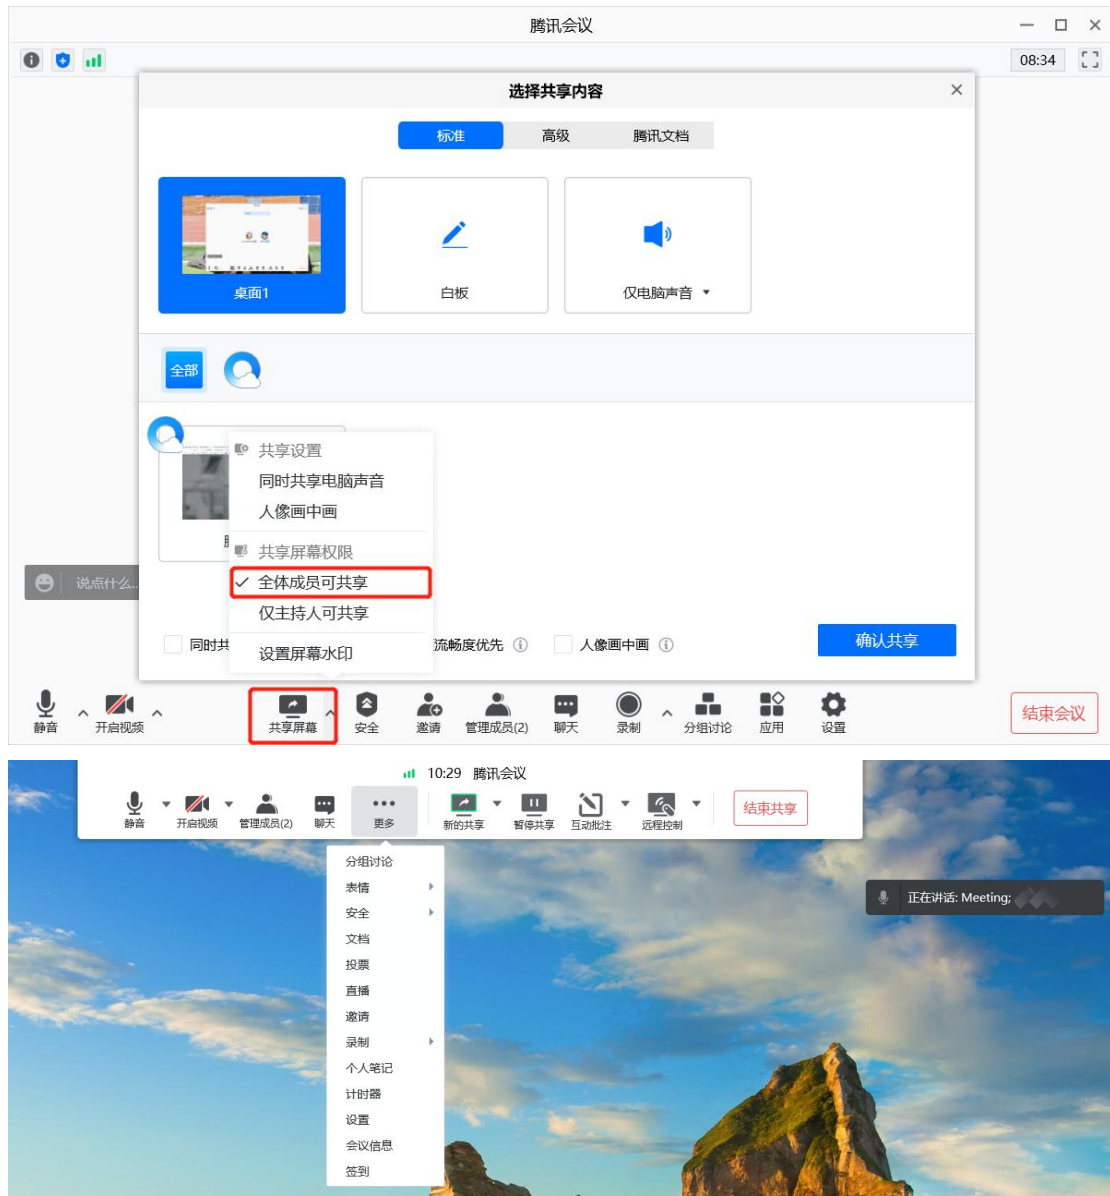 腾讯会议
08:34
选择共享内容
标准 高级 腾讯文档
桌面1 白板 仅电脑声音
全部
共享设置
同时共享电脑声音
人像画中画
共享屏幕权限
全体成员可共享
仅主持人可共享
设置屏幕水印
说点什么...
同时共 流畅度优先 人像画中画
确认共享
静音 开启视频 共享屏幕 安全 邀请 管理成员(2) 聊天 录制 分组讨论 应用 设置 结束会议
10:29 腾讯会议
静音 开启视频 管理成员(2) 聊天 更多 新的共享 暂停共享 互动批注 远程控制 结束共享
分组讨论
表情
安全
文档
投票
直播
邀请
录制
个人笔记
计时器
设置
会议信息
签到
正在讲话: Meeting;